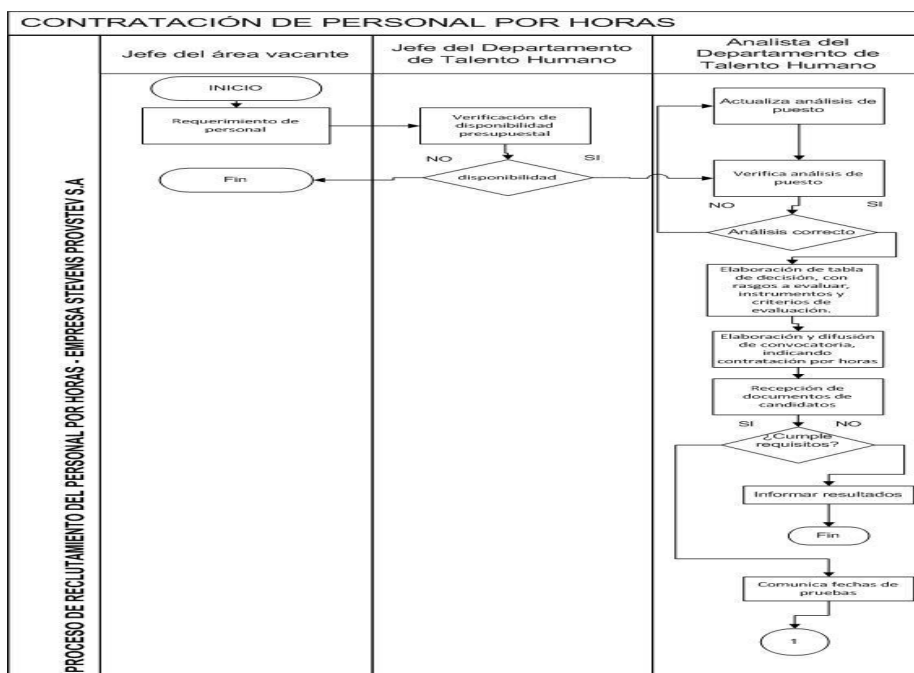 CONTRATACIÓN DE PERSONAL POR HORAS
Jefe del área vacante
Jefe del Departamento
de Talento Humano
Analista del
Departamento de
Talento Humano
PROCESO DE RECLUTAMIENTO DEL PERSONAL POR HORAS - EMPRESA STEVENS PROVSTEV S.A
INICIO
Requerimiento de
personal
Verificación de
disponibilidad
presupuestal
Actualiza análisis de
puesto
NO
SI
disponibilidad
Fin
Verifica análisis de
puesto
NO
SI
Análisis correcto
Elaboración de tabla
de decisión, con
rasgos a evaluar,
instrumentos y
criterios de
evaluación.
Elaboración y difusión
de convocatoria,
indicando
contratación por horas
Recepción de
documentos de
candidatos
SI
NO
¿Cumple
requisitos?
Informar resultados
Fin
Comunica fechas de
pruebas
1